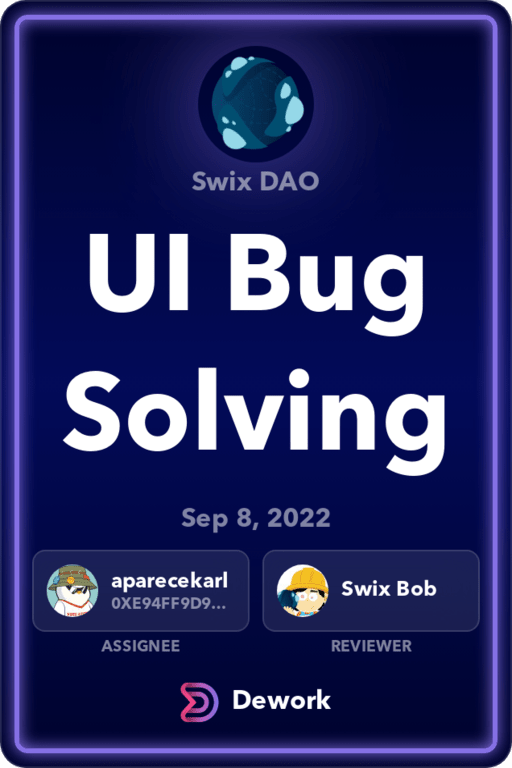 Swix DAO
UI Bug
Solving
Sep 8, 2022
aparecekarl
0XE94FF9D9...
ASSIGNEE
Swix Bob
REVIEWER
Dework